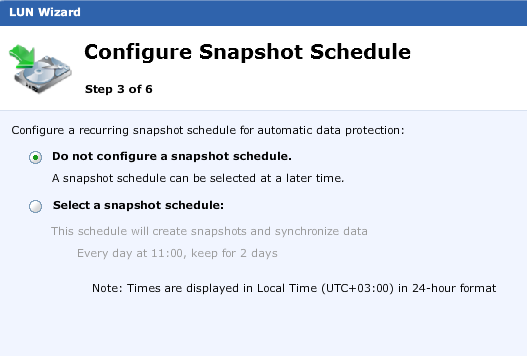 LUN Wizard
Configure Snapshot Schedule
Step 3 of 6
Configure a recurring snapshot schedule for automatic data protection:
Do not configure a snapshot schedule.
A snapshot schedule can be selected at a later time.
Select a snapshot schedule:
This schedule will create snapshots and synchronize data
Every day at 11:00, keep for 2 days
Note: Times are displayed in Local Time (UTC+03:00) in 24-hour format